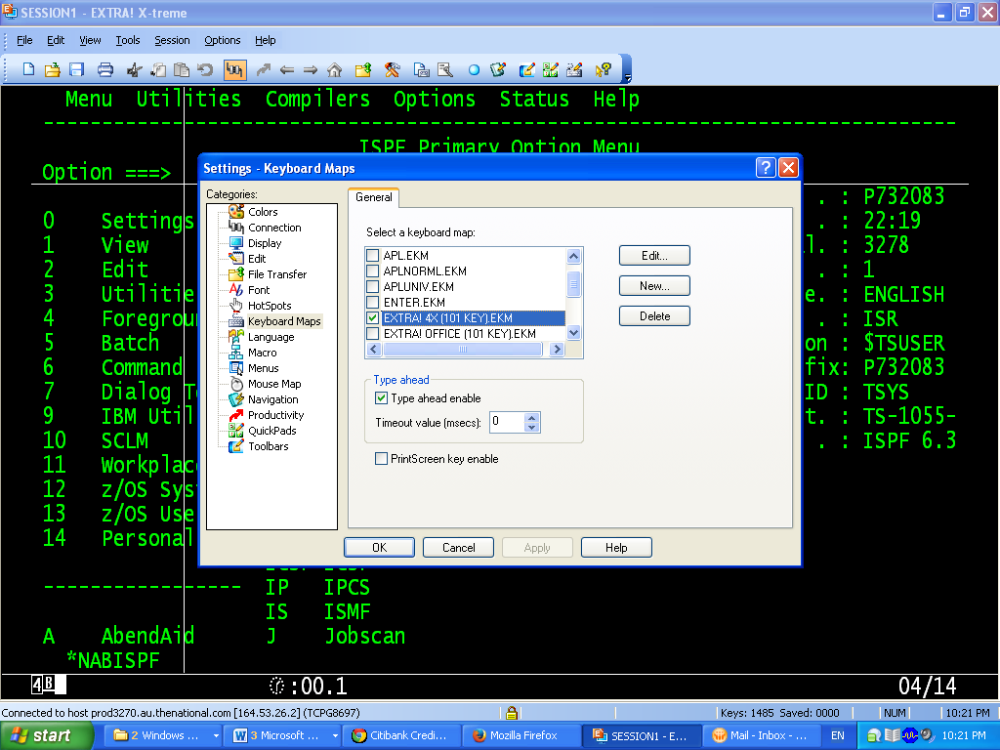 SESSION1 - EXTRA! X-treme
File Edit View Tools Session Options Help
Menu Utilities Compilers Options Status Help
ISPF Primary Option Menu
Option ===>
Settings - Keyboard Maps
Categories:
Colors
Connection
Display
Edit
File Transfer
Font
HotSpots
Keyboard Maps
Language
Macro
Menus
Mouse Map
Navigation
Productivity
QuickPads
Toolbars
General
Select a keyboard map:
APL.EKM
APLNORML.EKM
APLUNIV.EKM
ENTER.EKM
EXTRA! 4X (101 KEY).EKM
EXTRA! OFFICE (101 KEY).EKM
Edit...
New...
Delete
Type ahead
Type ahead enable
Timeout value (msecs): 0
PrintScreen key enable
OK Cancel Apply Help
0 Settings
1 View
2 Edit
3 Utilitie
4 Foregrou
5 Batch
6 Command
7 Dialog T
9 IBM Util
10 SCLM
11 Workplac
12 z/OS Sys
13 z/OS Use
14 Personal
. : P732083
. : 22:19
l. : 3278
. : 1
e. : ENGLISH
. : ISR
on : $TSUSER
fix: P732083
ID : TSYS
t. : TS-1055-
. : ISPF 6.3
IP IPCS
IS ISMF
A AbendAid J Jobscan
*NABISPF
4B :00.1 04/14
Connected to host prod3270.au.thenational.com [164.53.26.2] (TCPG8697) Keys: 1485 Saved: 0000 NUM 10:21 PM
start 2 Windows ... 3 Microsoft ... Citibank Credi... Mozilla Firefox SESSION1 - E... Mail - Inbox - ... EN 10:21 PM